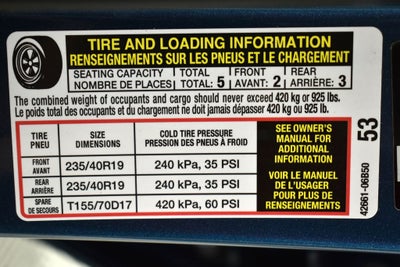 TIRE AND LOADING INFORMATION
RENSEIGNEMENTS SUR LES PNEUS ET LE CHARGEMENT
SEATING CAPACITY TOTAL FRONT REAR
NOMBRE DE PLACES TOTAL: 5 AVANT: 2 ARRIÈRE: 3
The combined weight of occupants and cargo should never exceed 420 kg or 925 lbs.
Le poids total des occupants et du chargement ne doit jamais dépasser 420 kg ou 925 lb.
TIRE SIZE COLD TIRE PRESSURE
PNEU DIMENSIONS PRESSION DES PNEUS À FROID
FRONT
AVANT 235/40R19 240 kPa, 35 PSI
REAR
ARRIÈRE 235/40R19 240 kPa, 35 PSI
SPARE
DE SECOURS T155/70D17 420 kPa, 60 PSI
SEE OWNER'S
MANUAL FOR
ADDITIONAL
INFORMATION
VOIR LE MANUEL
DE L'USAGER
POUR PLUS DE
RENSEIGNEMENTS
53
42661-06B50